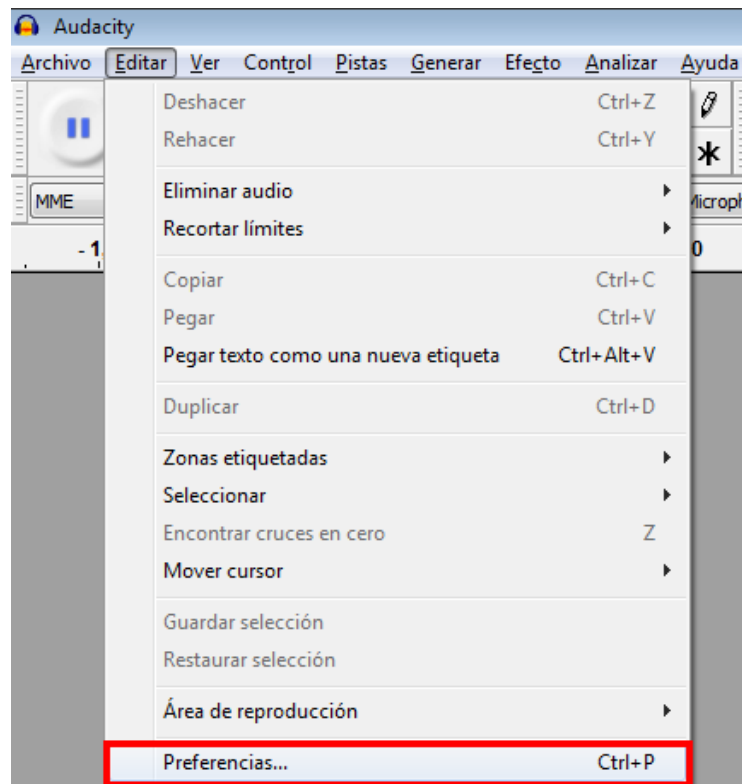 Audacity
Archivo Editar Ver Control Pistas Generar Efecto Analizar Ayuda
Deshacer Ctrl+Z
Rehacer Ctrl+Y
Eliminar audio
MME
Recortar límites
- 1
0
Copiar Ctrl+C
Pegar Ctrl+V
Pegar texto como una nueva etiqueta Ctrl+Alt+V
Duplicar Ctrl+D
Zonas etiquetadas
Seleccionar
Encontrar cruces en cero Z
Mover cursor
Guardar selección
Restaurar selección
Área de reproducción
Preferencias... Ctrl+P